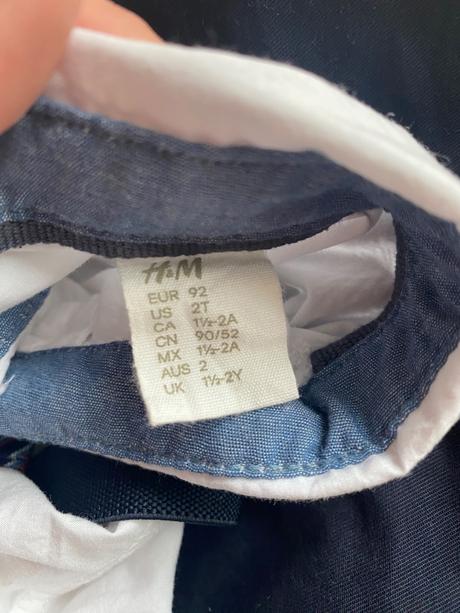 H&M
EUR 92
US 2T
CA 1½-2A
CN 90/52
MX 1½-2A
AUS 2
UK 1½-2Y